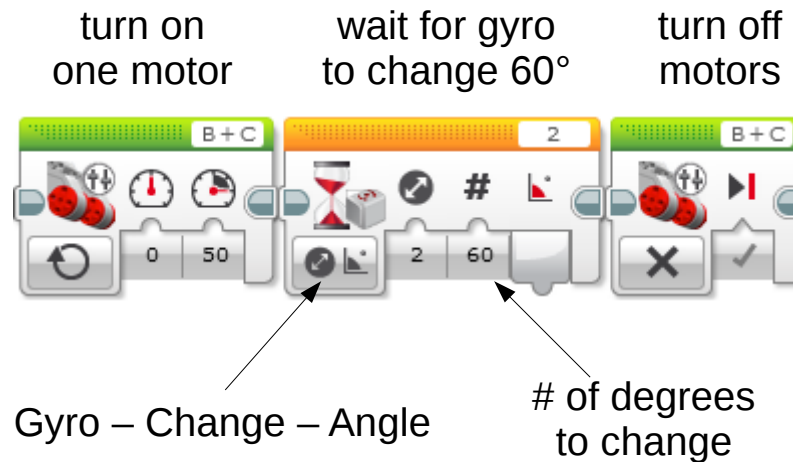 turn on
one motor
wait for gyro
to change 60°
turn off
motors
B+C
2
B+C
#
0
50
2
60
Gyro – Change – Angle
# of degrees
to change